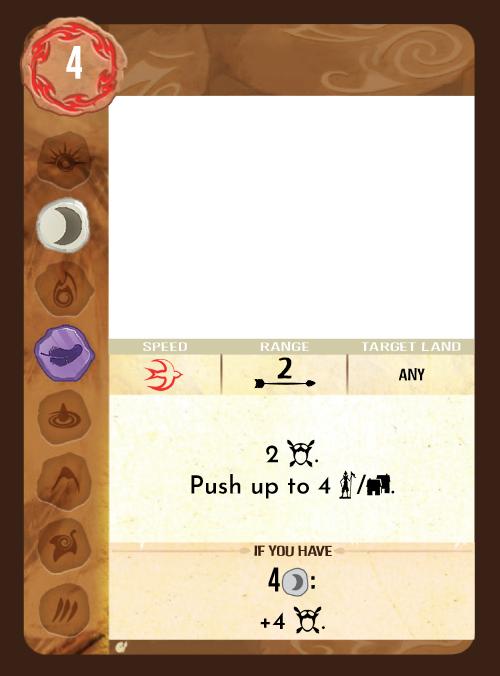 4
SPEED RANGE TARGET LAND
2 ANY
2 .
Push up to 4 / .
IF YOU HAVE
4 :
+4 .